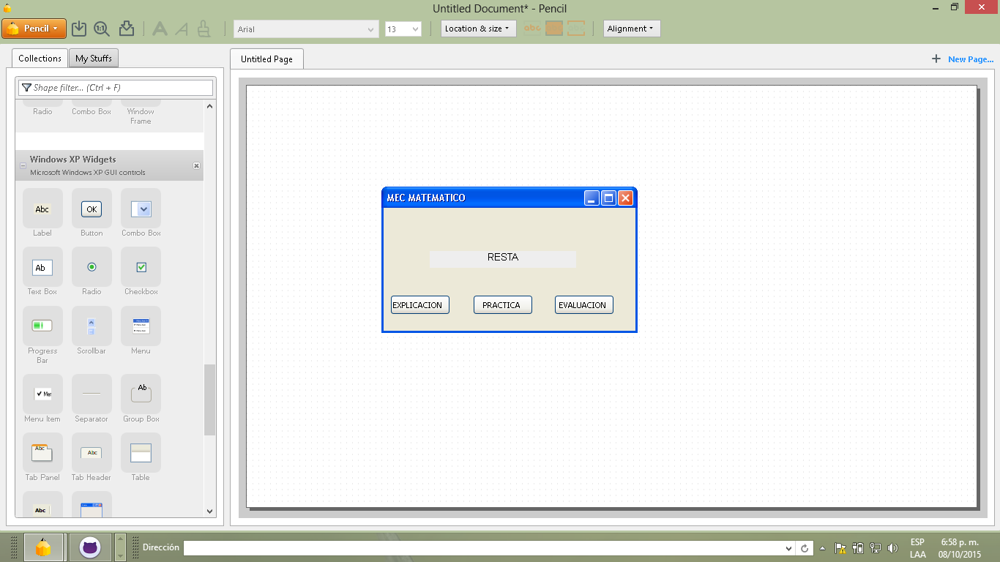 Untitled Document* - Pencil
Pencil
1:1
Arial
13
Location & size
abc
Alignment
Collections
My Stuffs
Untitled Page
New Page...
Shape filter... (Ctrl + F)
Radio
Combo Box
Window Frame
Windows XP Widgets
Microsoft Windows XP GUI controls
Abc
OK
Label
Button
Combo Box
Ab
Text Box
Radio
Checkbox
Progress Bar
Scrollbar
Menu
Ab
Menu Item
Separator
Group Box
Abc
Abc
Tab Panel
Tab Header
Table
Abc
MEC MATEMATICO
RESTA
EXPLICACION
PRACTICA
EVALUACION
Dirección
ESP
LAA
6:58 p. m.
08/10/2015